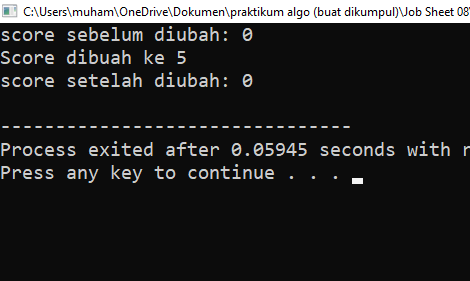 C:\Users\muham\OneDrive\Dokumen\praktikum algo (buat dikumpul)\Job Sheet 08
score sebelum diubah: 0
Score dibuah ke 5
score setelah diubah: 0
--------------------------------
Process exited after 0.05945 seconds with
Press any key to continue . . .